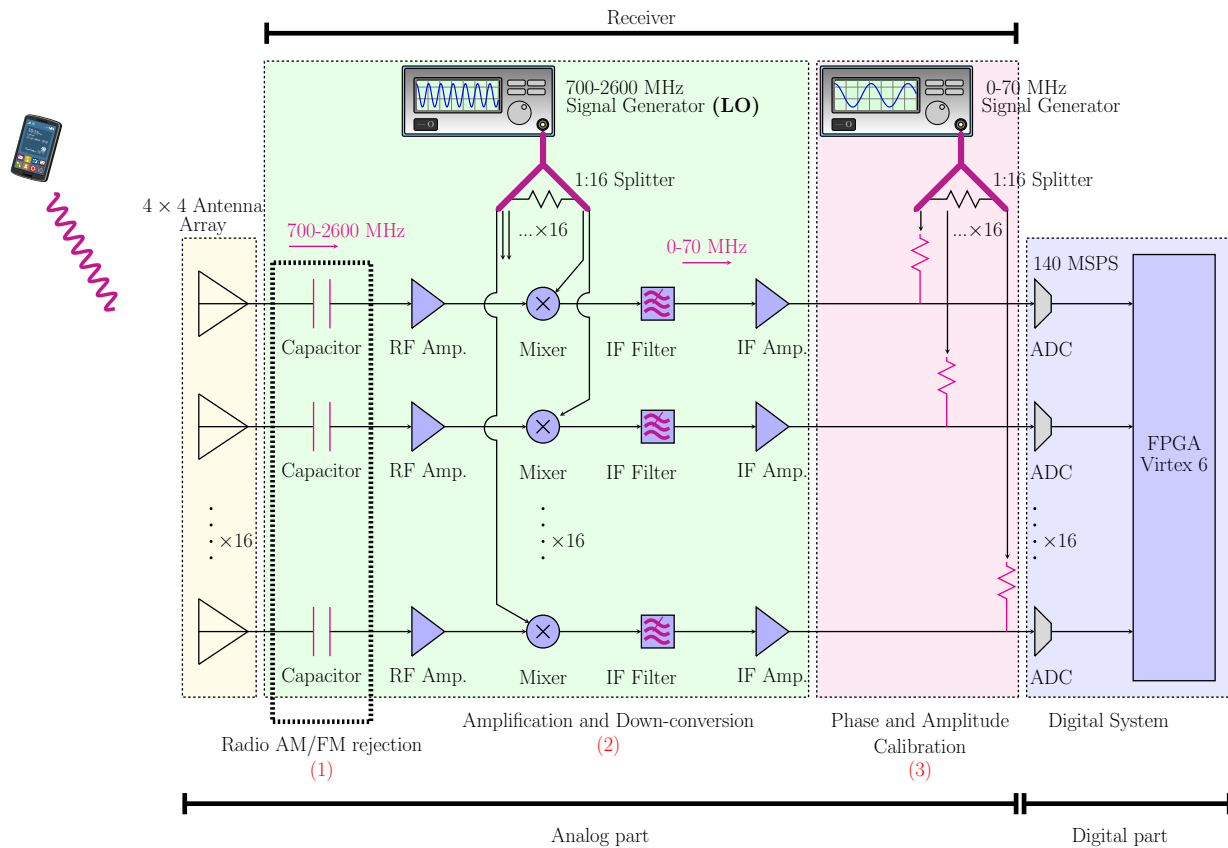 Receiver
700-2600 MHz
Signal Generator (LO)
0-70 MHz
Signal Generator
1:16 Splitter
1:16 Splitter
4 × 4 Antenna
Array
700-2600 MHz
...×16
0-70 MHz
...×16
140 MSPS
Capacitor
RF Amp.
Mixer
IF Filter
IF Amp.
ADC
Capacitor
RF Amp.
Mixer
IF Filter
IF Amp.
ADC
FPGA
Virtex 6
×16
×16
×16
Capacitor
RF Amp.
Mixer
IF Filter
IF Amp.
ADC
Radio AM/FM rejection
(1)
Amplification and Down-conversion
(2)
Phase and Amplitude
Calibration
(3)
Digital System
Analog part
Digital part